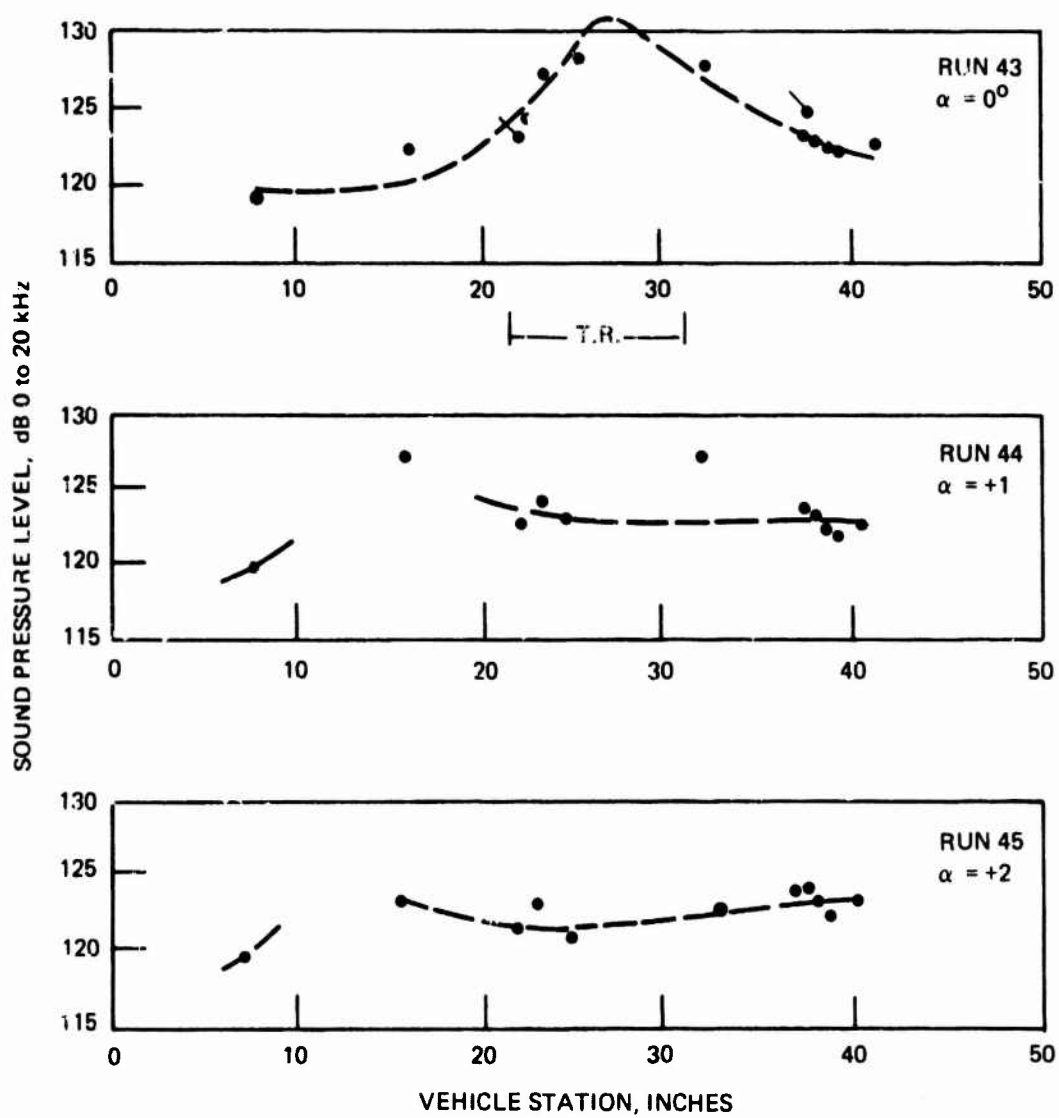 SOUND PRESSURE LEVEL, dB 0 to 20 kHz
130
125
120
115
0 10 20 30 40 50
RUN 43
α = 0°
T.R.
130
125
120
115
0 10 20 30 40 50
RUN 44
α = +1
130
125
120
115
0 10 20 30 40 50
RUN 45
α = +2
VEHICLE STATION, INCHES